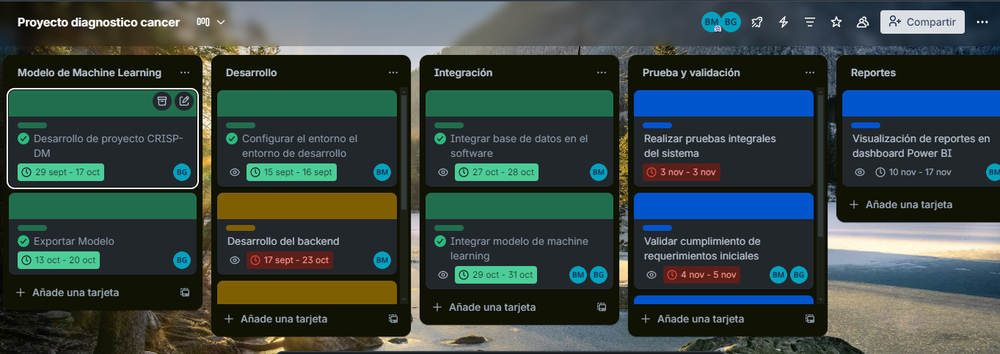 Proyecto diagnostico cancer
BM BG
Compartir
Modelo de Machine Learning
Desarrollo de proyecto CRISP-
DM
29 sept - 17 oct
BG
Exportar Modelo
13 oct - 20 oct
BG
Añade una tarjeta
Desarrollo
Configurar el entorno el
entorno de desarrollo
15 sept - 16 sept
BM
Desarrollo del backend
17 sept - 23 oct
BM
Añade una tarjeta
Integración
Integrar base de datos en el
software
27 oct - 28 oct
BM
Integrar modelo de machine
learning
29 oct - 31 oct
BM BG
Añade una tarjeta
Prueba y validación
Realizar pruebas integrales
del sistema
3 nov - 3 nov
Validar cumplimiento de
requerimientos iniciales
4 nov - 5 nov
BM BG
Añade una tarjeta
Reportes
Visualización de reportes en
dashboard Power BI
10 nov - 17 nov
BM
Añade una tarjeta